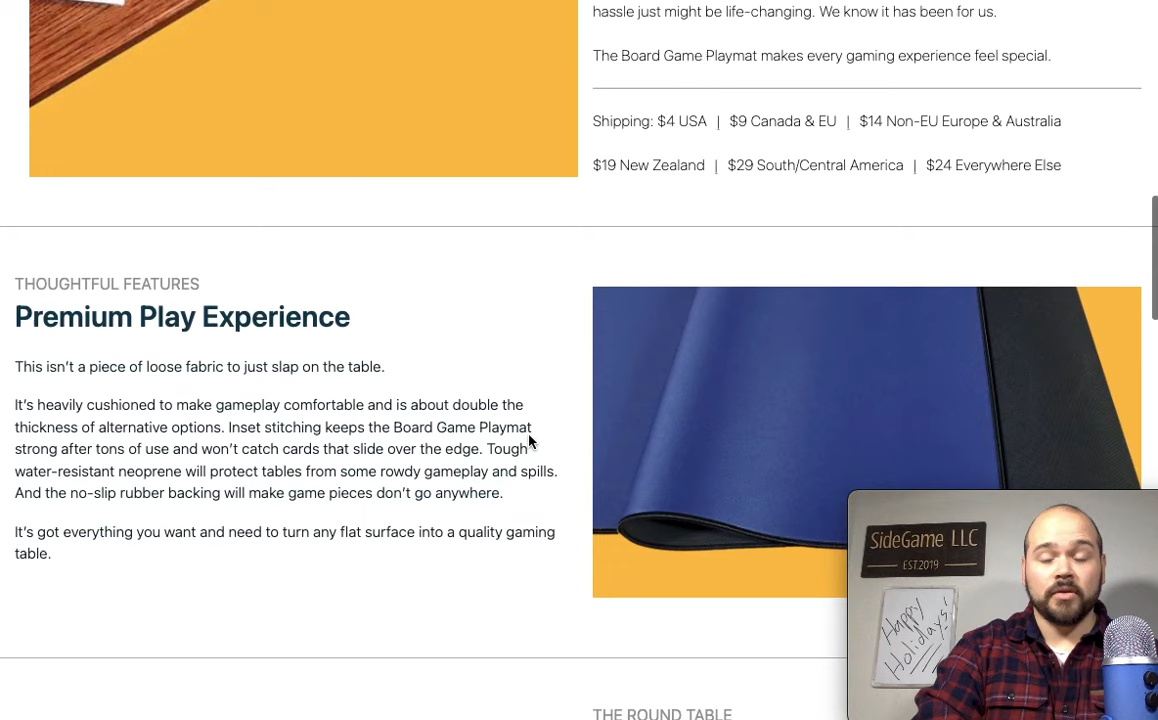 hassle just might be life-changing. We know it has been for us.
The Board Game Playmat makes every gaming experience feel special.
Shipping: $4 USA | $9 Canada & EU | $14 Non-EU Europe & Australia
$19 New Zealand | $29 South/Central America | $24 Everywhere Else
THOUGHTFUL FEATURES
Premium Play Experience
This isn’t a piece of loose fabric to just slap on the table.
It’s heavily cushioned to make gameplay comfortable and is about double the
thickness of alternative options. Inset stitching keeps the Board Game Playmat
strong after tons of use and won’t catch cards that slide over the edge. Tough
water-resistant neoprene will protect tables from some rowdy gameplay and spills.
And the no-slip rubber backing will make game pieces don’t go anywhere.
It’s got everything you want and need to turn any flat surface into a quality gaming
table.
SideGame LLC
EST.2019
Happy
Holidays!
THE ROUND TABLE